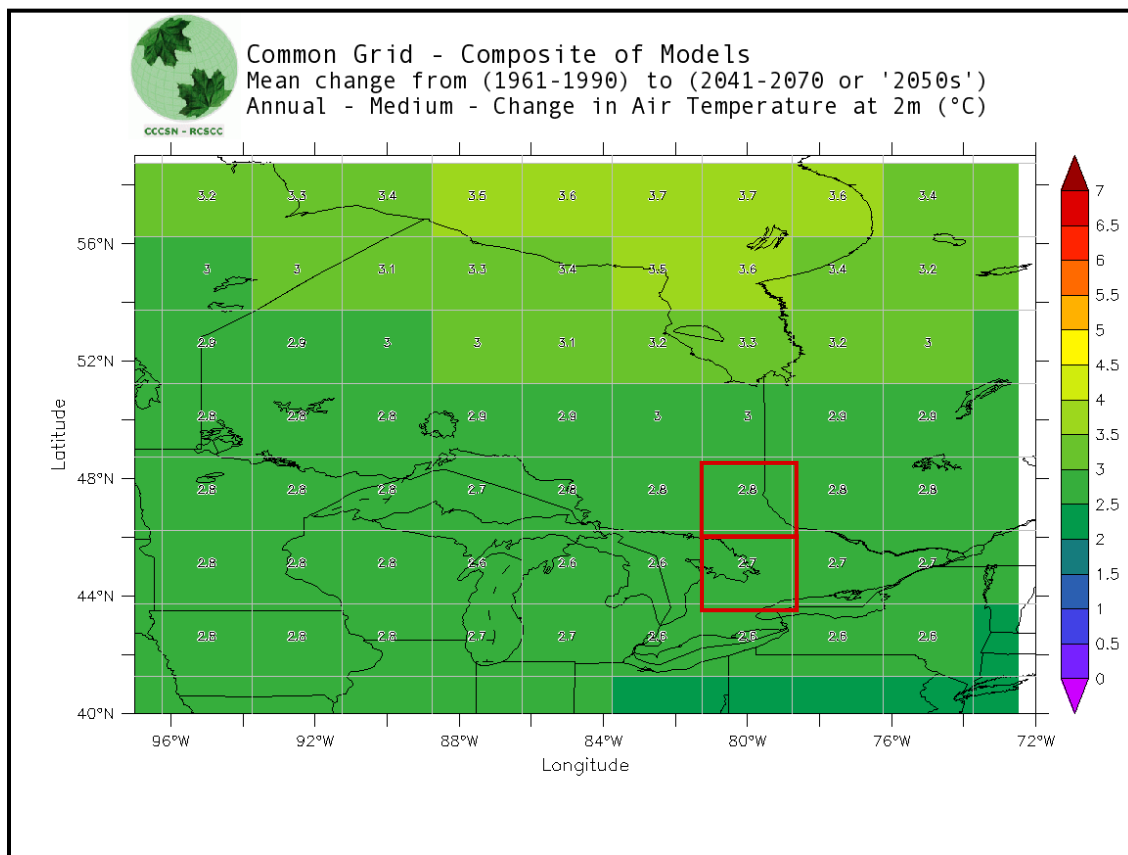 Common Grid - Composite of Models
Mean change from (1961-1990) to (2041-2070 or '2050s')
Annual - Medium - Change in Air Temperature at 2m (°C)
CCCSN - RCSCC
3.2 3.3 3.4 3.5 3.6 3.7 3.7 3.6 3.4
56°N
3 3 3.1 3.3 3.4 3.5 3.6 3.4 3.2
2.9 2.9 3 3 3.1 3.2 3.3 3.2 3
52°N
2.8 2.8 2.8 2.9 2.9 3 3 2.9 2.9
48°N
2.8 2.8 2.8 2.7 2.8 2.8 2.8 2.8 2.8
2.8 2.8 2.8 2.6 2.6 2.6 2.7 2.7 2.7
44°N
2.8 2.8 2.8 2.7 2.7 2.6 2.6 2.6 2.6
40°N
Latitude
96°W 92°W 88°W 84°W 80°W 76°W 72°W
Longitude
7
6.5
6
5.5
5
4.5
4
3.5
3
2.5
2
1.5
1
0.5
0